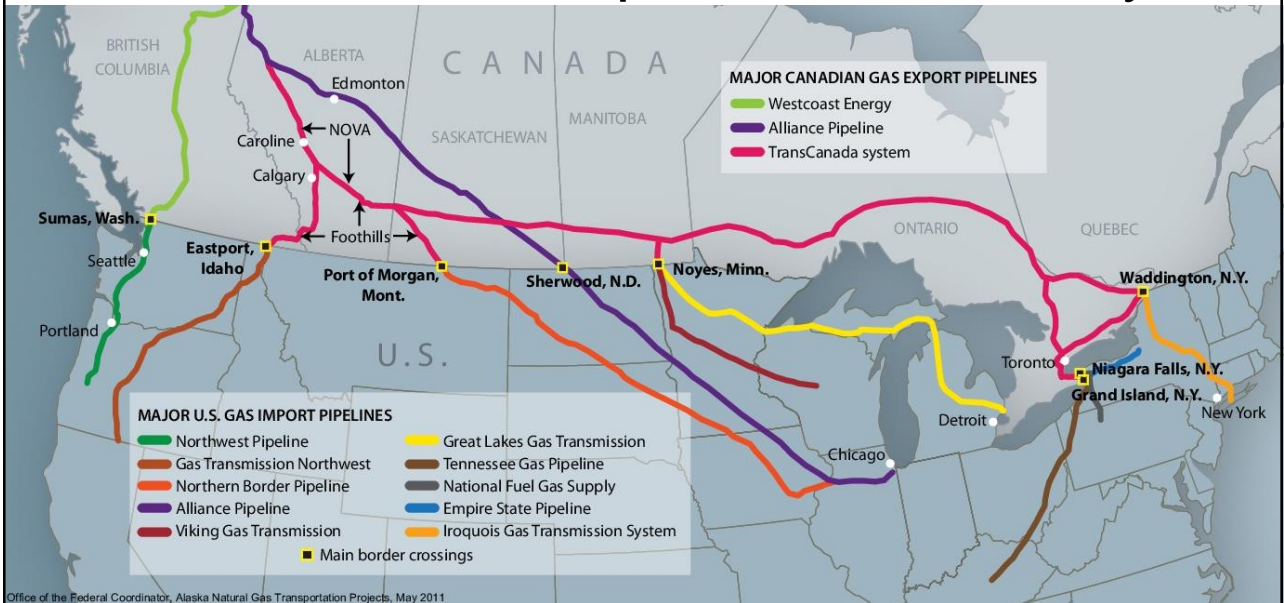 BRITISH
COLUMBIA
ALBERTA
CANADA
Edmonton
MAJOR CANADIAN GAS EXPORT PIPELINES
Westcoast Energy
Alliance Pipeline
TransCanada system
MANITOBA
SASKATCHEWAN
NOVA
Caroline
Calgary
Sumas, Wash.
Foothills
Eastport,
Idaho
Seattle
Port of Morgan,
Mont.
Sherwood, N.D.
Noyes, Minn.
ONTARIO
QUEBEC
Waddington, N.Y.
Portland
U.S.
Toronto
Niagara Falls, N.Y.
Grand Island, N.Y.
New York
Detroit
Chicago
MAJOR U.S. GAS IMPORT PIPELINES
Northwest Pipeline
Gas Transmission Northwest
Northern Border Pipeline
Alliance Pipeline
Viking Gas Transmission
Great Lakes Gas Transmission
Tennessee Gas Pipeline
National Fuel Gas Supply
Empire State Pipeline
Iroquois Gas Transmission System
Main border crossings
Office of the Federal Coordinator, Alaska Natural Gas Transportation Projects, May 2011